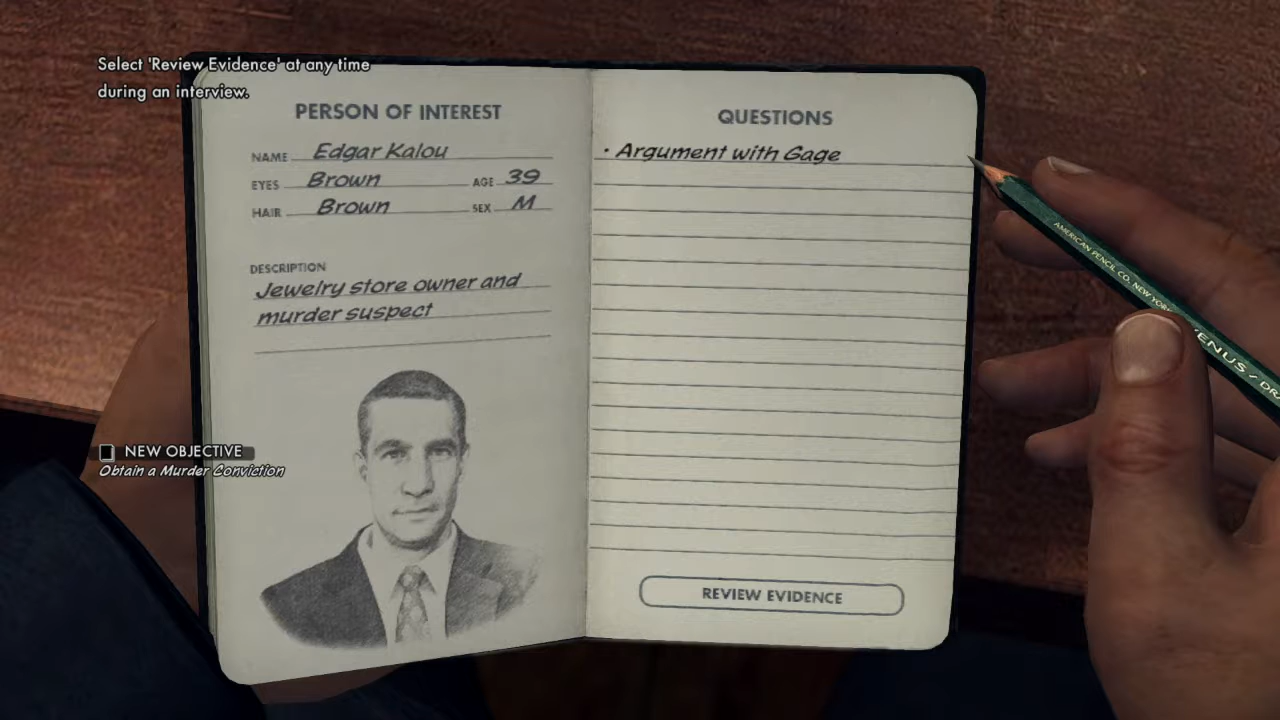 Select 'Review Evidence' at any time
during an interview.
PERSON OF INTEREST
NAME Edgar Kalou
EYES Brown AGE 39
HAIR Brown SEX M
DESCRIPTION
Jewelry store owner and
murder suspect
NEW OBJECTIVE
Obtain a Murder Conviction
QUESTIONS
· Argument with Gage
REVIEW EVIDENCE
AMERICAN PENCIL CO. NEW YORK
VENUS / DRA